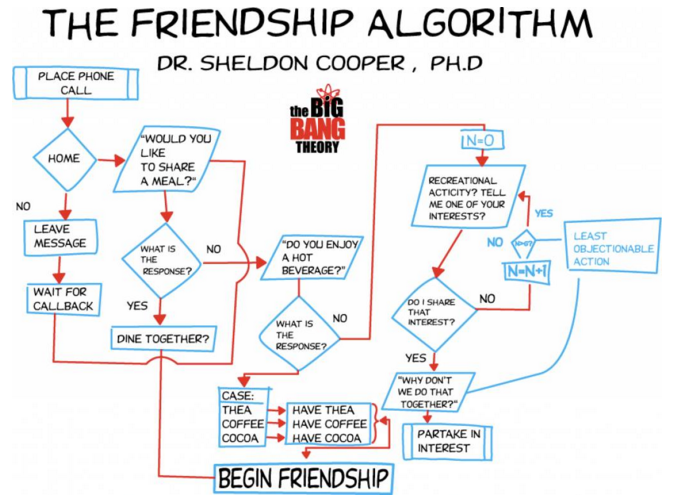 THE FRIENDSHIP ALGORITHM
DR. SHELDON COOPER, PH.D
the BIG
BANG
THEORY
PLACE PHONE
CALL
HOME
NO
LEAVE
MESSAGE
WAIT FOR
CALLBACK
"WOULD YOU
LIKE
TO SHARE
A MEAL?"
WHAT IS
THE
RESPONSE?
NO
YES
DINE TOGETHER?
"DO YOU ENJOY
A HOT
BEVERAGE?"
WHAT IS
THE
RESPONSE?
NO
CASE:
THEA
COFFEE
COCOA
HAVE THEA
HAVE COFFEE
HAVE COCOA
BEGIN FRIENDSHIP
N=0
RECREATIONAL
ACTICITY? TELL
ME ONE OF YOUR
INTERESTS?
YES
NO
N=N+1
LEAST
OBJECTIONABLE
ACTION
DO I SHARE
THAT
INTEREST?
NO
YES
"WHY DON'T
WE DO THAT
TOGETHER?"
PARTAKE IN
INTEREST